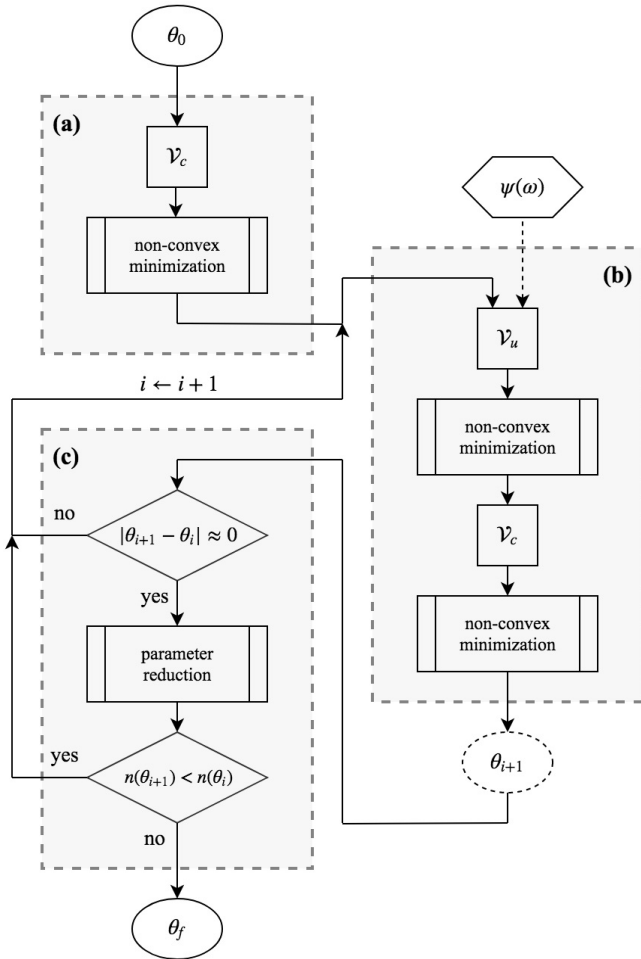 θ₀
(a)
𝒱c
non-convex
minimization
ψ(ω)
(b)
𝒱u
non-convex
minimization
𝒱c
non-convex
minimization
θᵢ₊₁
i ← i + 1
(c)
no
|θᵢ₊₁ − θᵢ| ≈ 0
yes
parameter
reduction
yes
n(θᵢ₊₁) < n(θᵢ)
no
θf